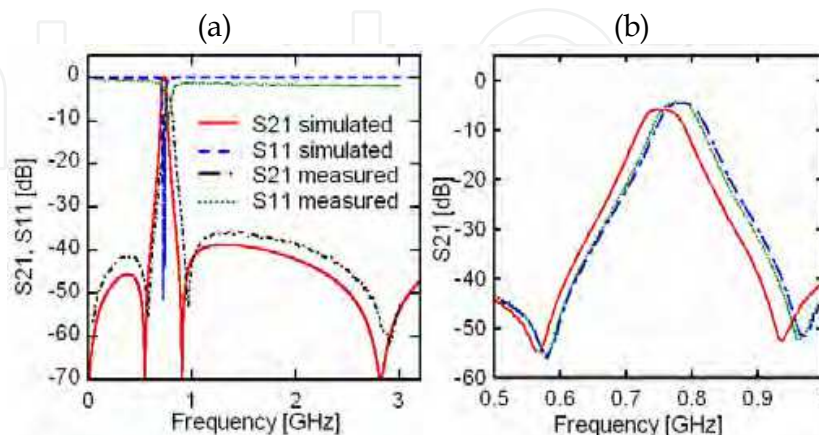 (a)
(b)
S21, S11 [dB]
0
-10
-20
-30
-40
-50
-60
-70
S21 simulated
S11 simulated
S21 measured
S11 measured
0
1
2
3
Frequency [GHz]
S21 [dB]
0
-10
-20
-30
-40
-50
-60
0.5
0.6
0.7
0.8
0.9
Frequency [GHz]